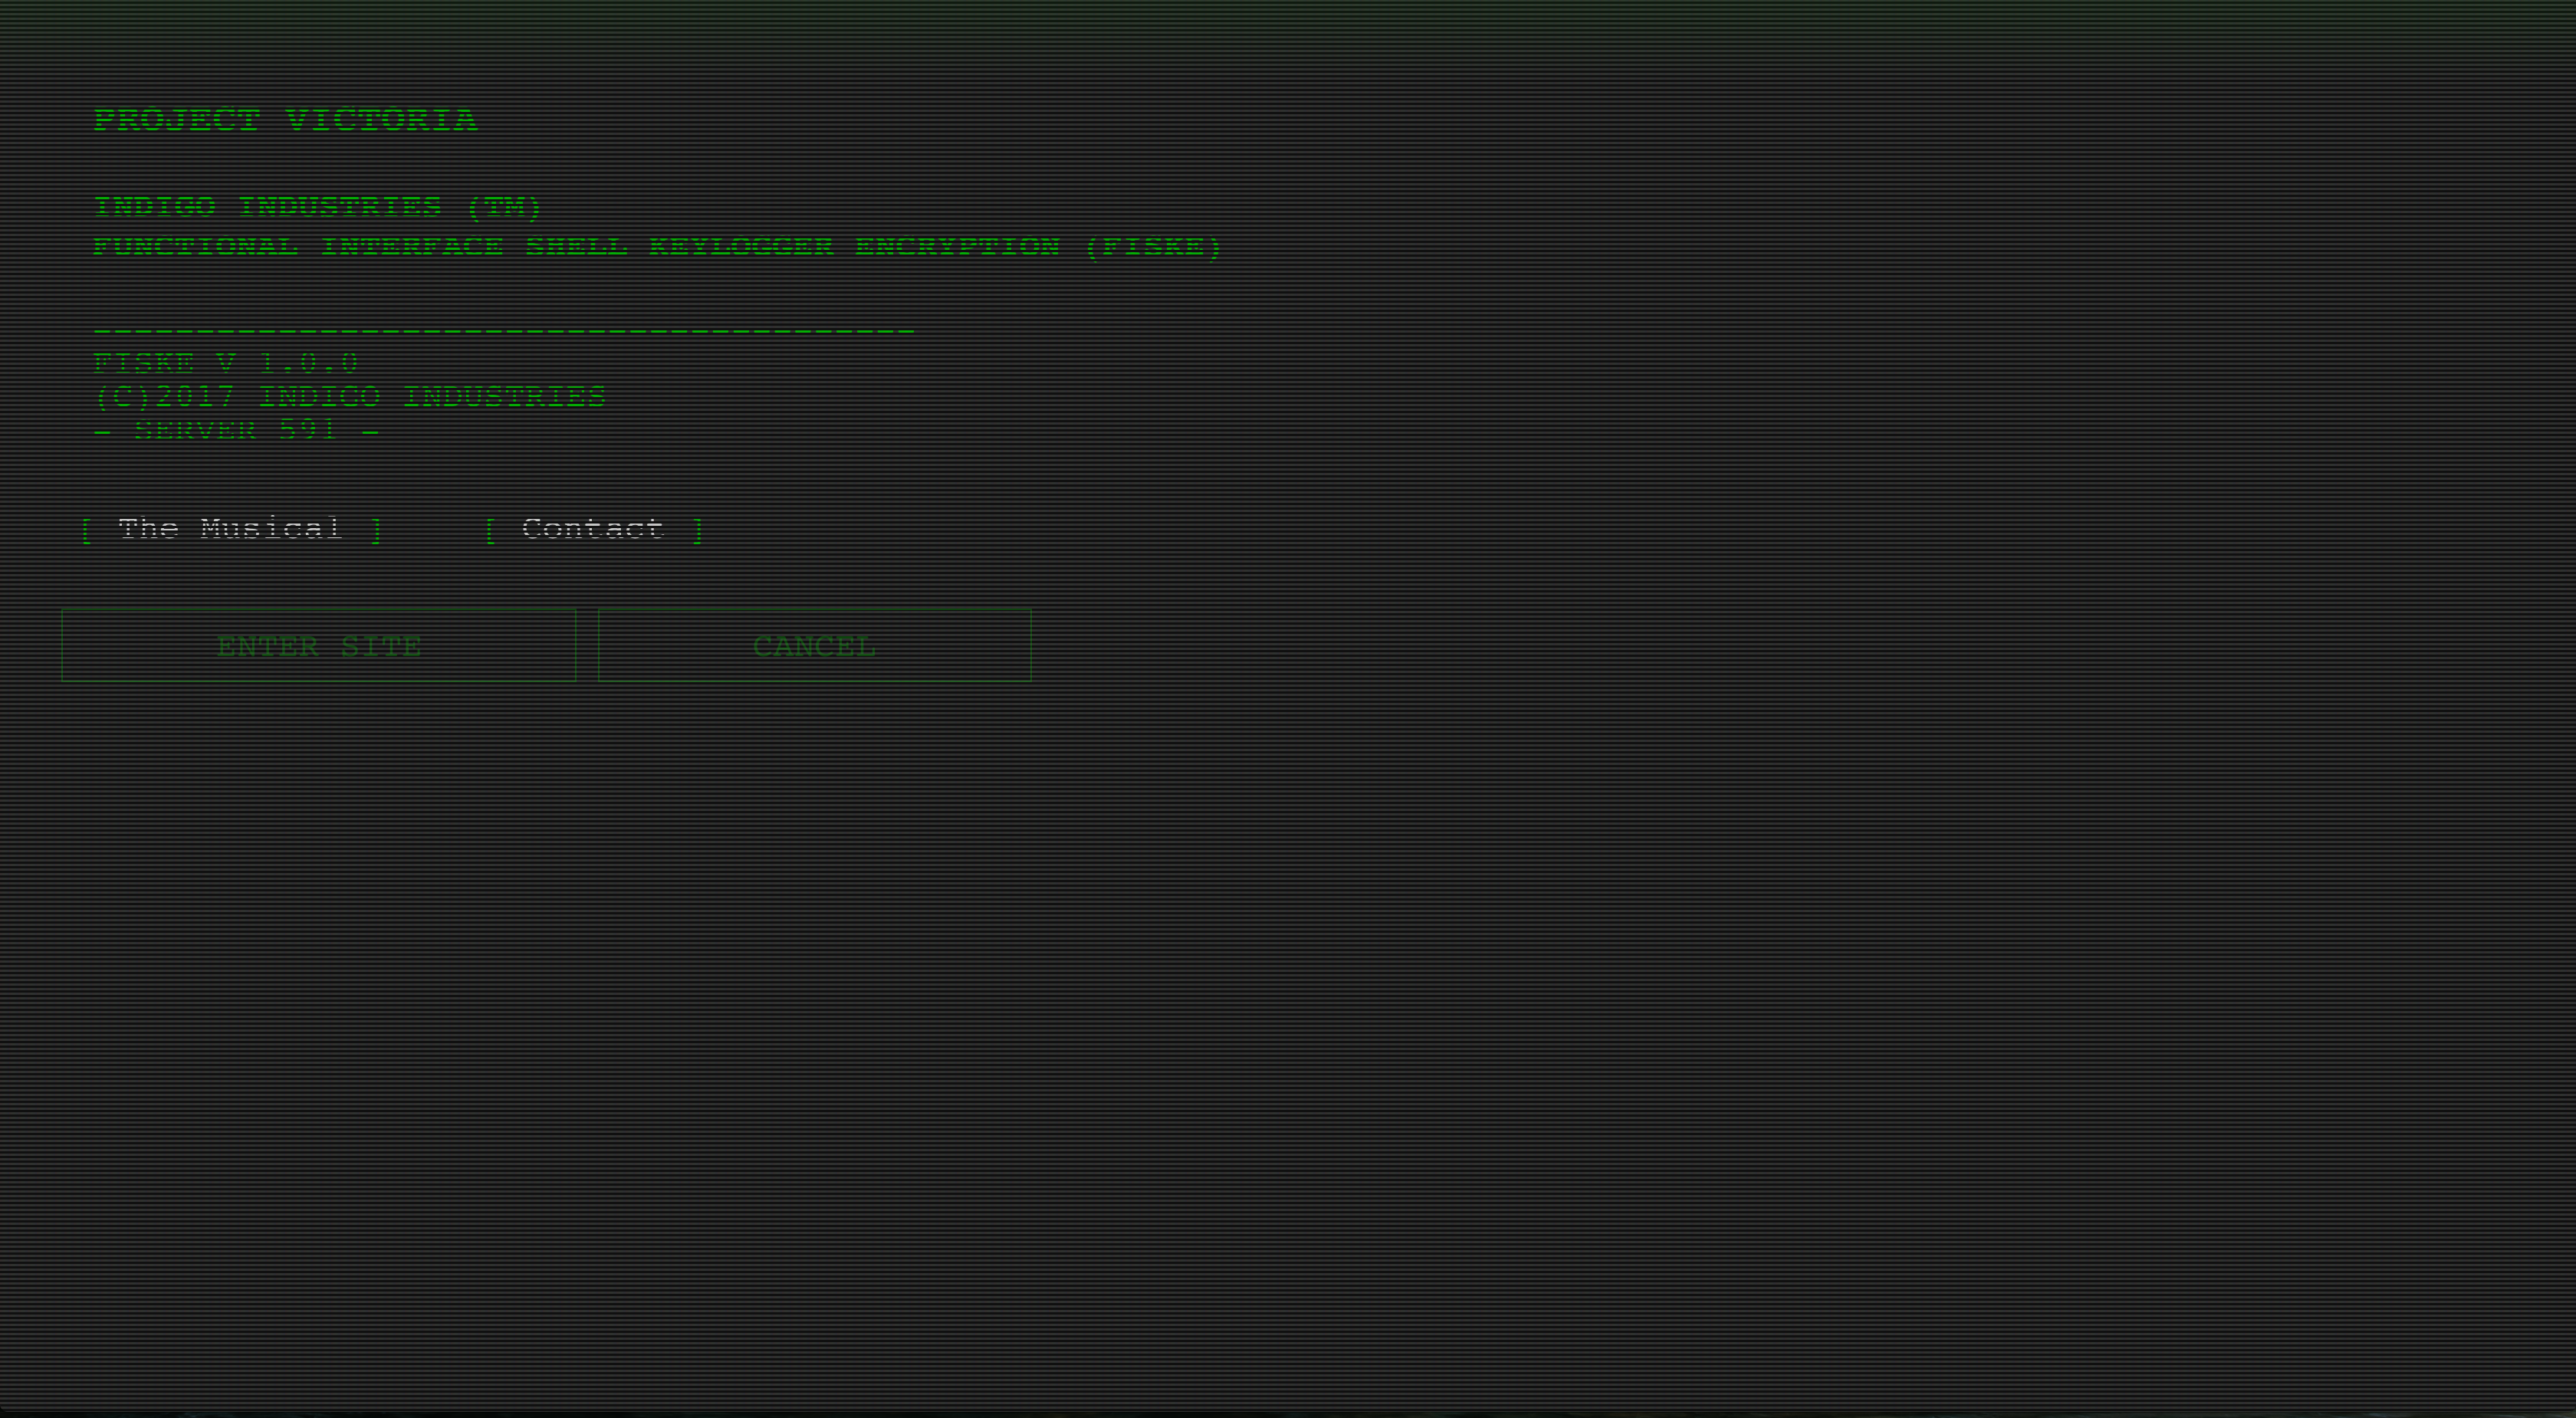 PROJECT VICTORIA
INDIGO INDUSTRIES (TM)
FUNCTIONAL INTERFACE SHELL KEYLOGGER ENCRYPTION (FISKE)
----------------------------------------
FISKE V 1.0.0
(C)2017 INDIGO INDUSTRIES
- SERVER 591 -
[ The Musical ] [ Contact ]
ENTER SITE CANCEL